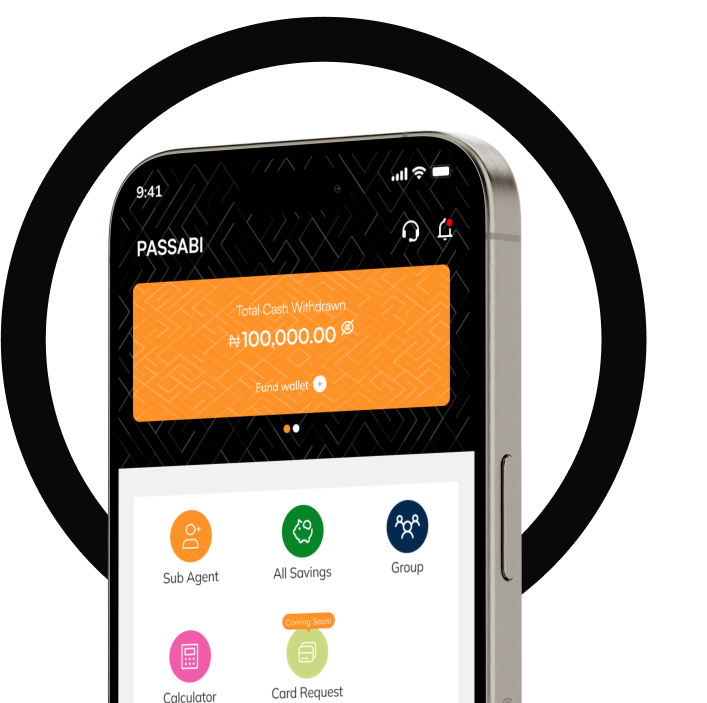 9:41
PASSABI
Total Cash Withdrawn
₦100,000.00
Fund wallet
Sub Agent
All Savings
Group
Coming Soon!
Calculator
Card Request